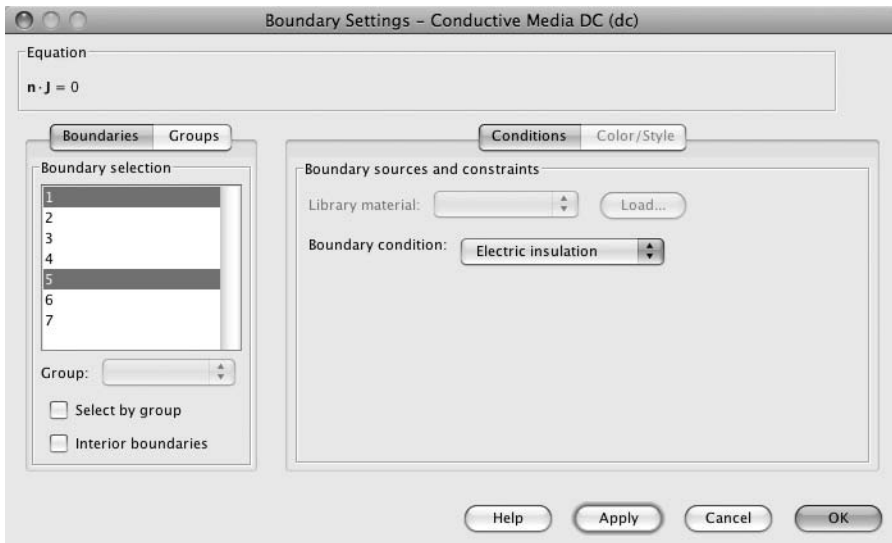 Boundary Settings – Conductive Media DC (dc)
Equation
n · J = 0
Boundaries Groups
Boundary selection
1
2
3
4
5
6
7
Group:
Select by group
Interior boundaries
Conditions Color/Style
Boundary sources and constraints
Library material: Load...
Boundary condition: Electric insulation
Help Apply Cancel OK